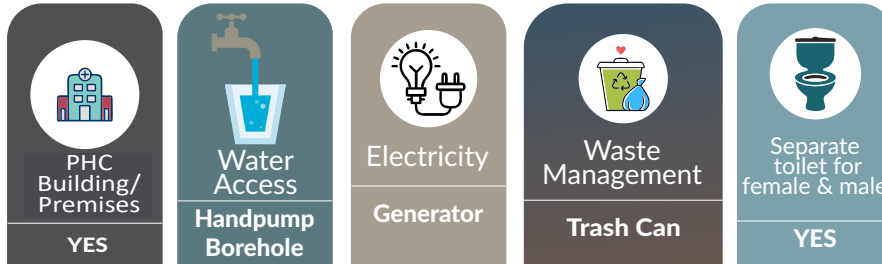 PHC
Building/
Premises
YES
Water
Access
Handpump
Borehole
Electricity
Generator
Waste
Management
Trash Can
Separate
toilet for
female & male
YES